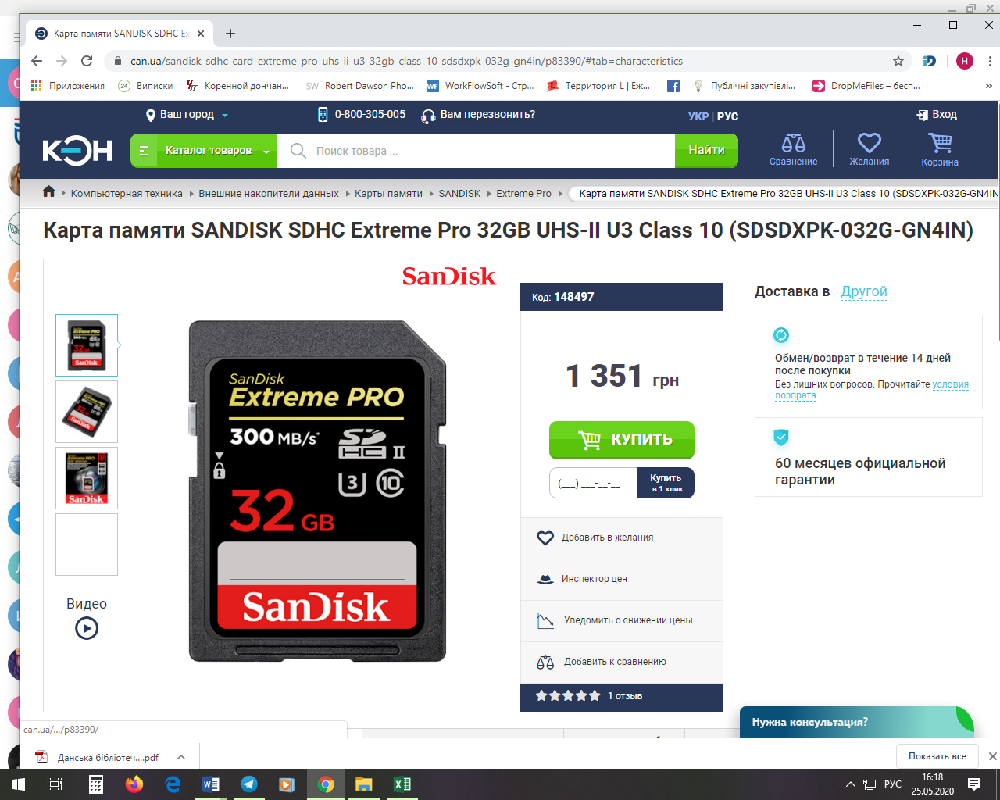 Карта памяти SANDISK SDHC Ex
can.ua/sandisk-sdhc-card-extreme-pro-uhs-ii-u3-32gb-class-10-sdsdxpk-032g-gn4in/p83390/#tab=characteristics
H
Приложения
24 Виписки
Коренной дончан...
SW Robert Dawson Pho...
WF WorkFlowSoft - Стр...
Территория L | Еж...
Публічні закупівлі...
DropMeFiles – бесп...
Ваш город
0-800-305-005
Вам перезвонить?
УКР | РУС
Вход
КЭН
Каталог товаров
Поиск товара ...
Найти
Сравнение
Желания
Корзина
Компьютерная техника
Внешние накопители данных
Карты памяти
SANDISK
Extreme Pro
Карта памяти SANDISK SDHC Extreme Pro 32GB UHS-II U3 Class 10 (SDSDXPK-032G-GN4IN
Карта памяти SANDISK SDHC Extreme Pro 32GB UHS-II U3 Class 10 (SDSDXPK-032G-GN4IN)
SanDisk
SanDisk
Extreme PRO
300 MB/s*
SD
HC II
3 10
32 GB
SanDisk
Видео
Код: 148497
1 351 грн
КУПИТЬ
(___) ___-__-__
Купить
в 1 клик
Добавить в желания
Инспектор цен
Уведомить о снижении цены
Добавить к сравнению
1 отзыв
Доставка в Другой
Обмен/возврат в течение 14 дней
после покупки
Без лишних вопросов. Прочитайте условия
возврата
60 месяцев официальной
гарантии
Нужна консультация?
can.ua/.../p83390/
Данська бібліотеч....pdf
Показать все
РУС
16:18
25.05.2020